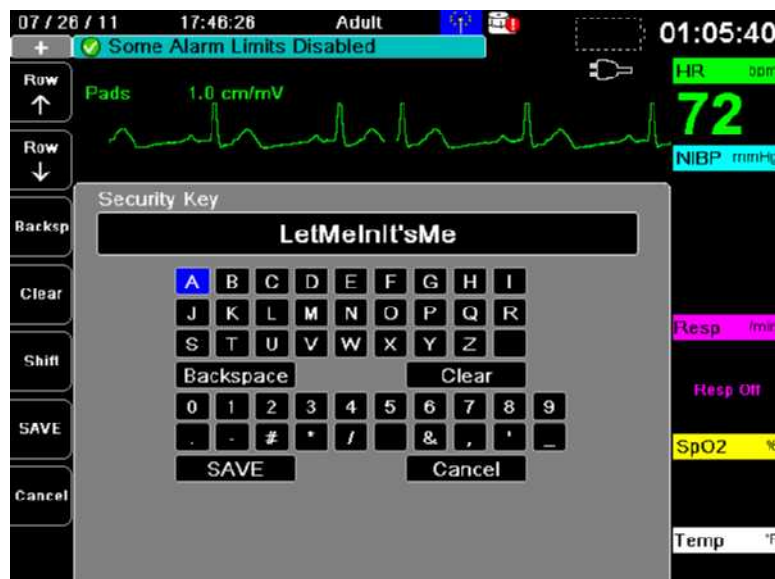 07 / 26 / 11 17:46:26 Adult
01:05:40
+ Some Alarm Limits Disabled
Row
Pads 1.0 cm/mV
HR bpm
72
Row
NIBP mmHg
Security Key
Backsp
LetMeInIt'sMe
A B C D E F G H I
Clear
J K L M N O P Q R
Resp /min
S T U V W X Y Z
Shift
Backspace Clear
Resp Off
0 1 2 3 4 5 6 7 8 9
SAVE
. - # * / & , ' _
SpO2 %
SAVE Cancel
Cancel
Temp °F